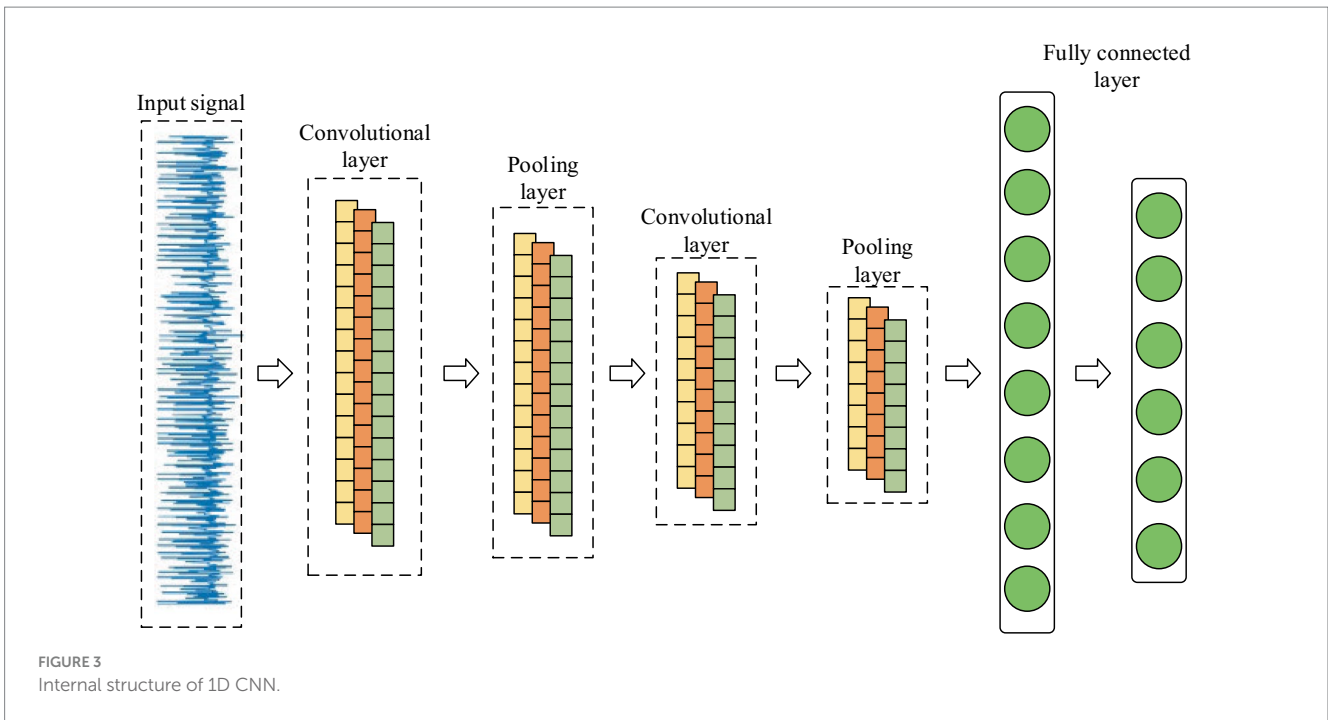 Input signal
Convolutional
layer
Pooling
layer
Convolutional
layer
Pooling
layer
Fully connected
layer
FIGURE 3
Internal structure of 1D CNN.